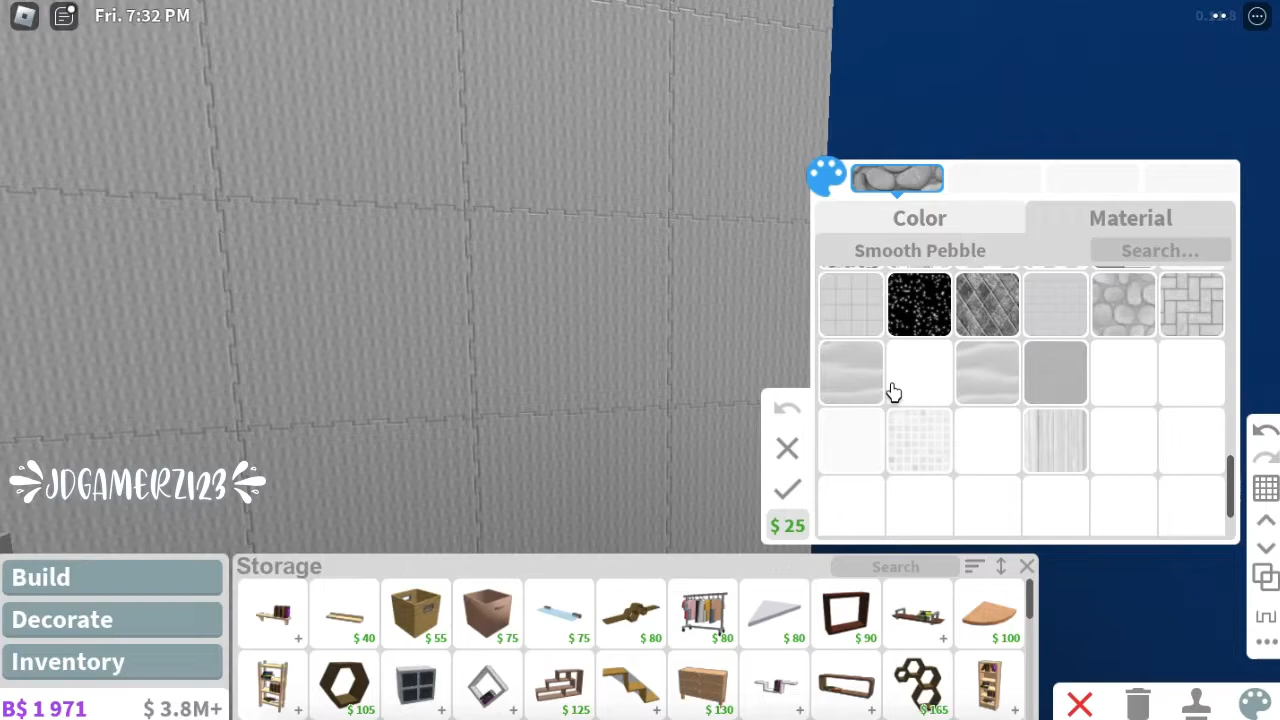 Fri. 7:32 PM
Color
Material
Smooth Pebble
Search...
$ 25
JDGAMERZ123
Build
Decorate
Inventory
B$ 1 971
$ 3.8M+
Storage
Search
+
$ 40
$ 55
$ 75
$ 75
$ 80
$ 80
$ 80
$ 90
+
$ 100
+
$ 105
+
+
$ 125
+
$ 130
+
+
$ 165
+